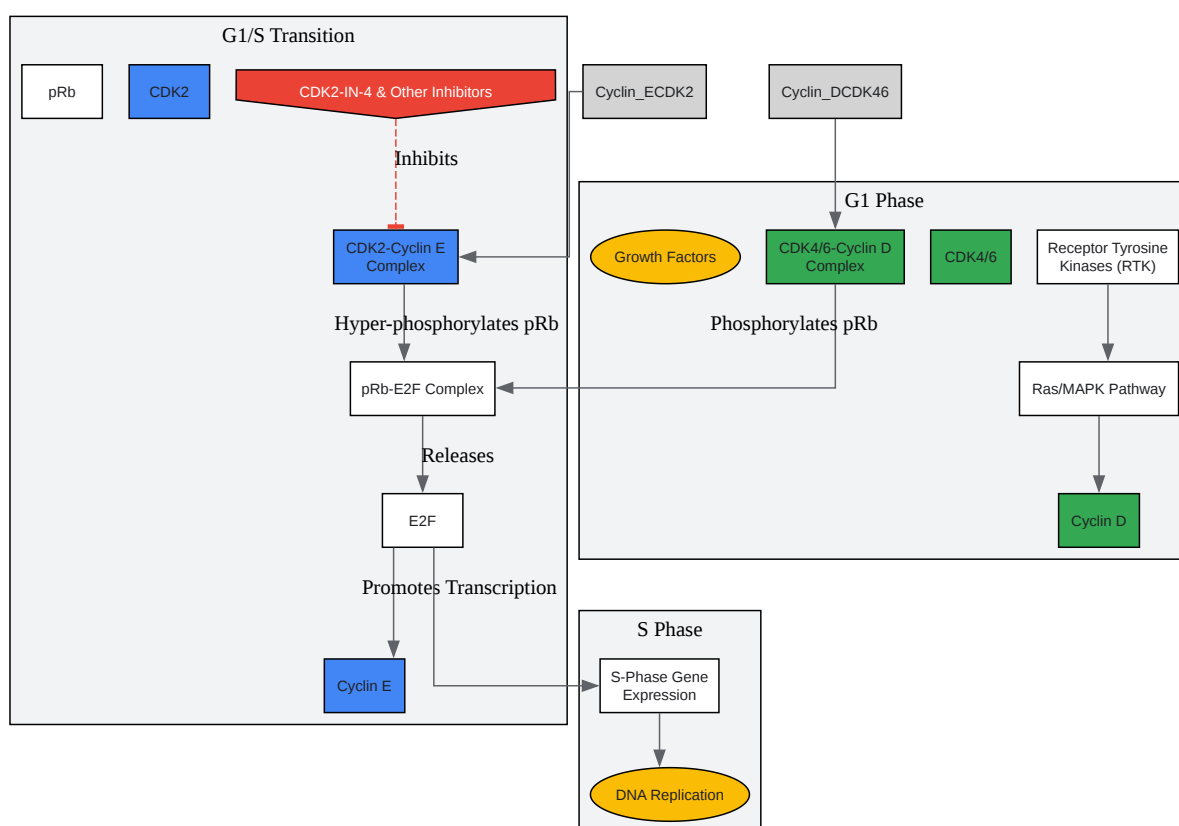 G1/S Transition
pRb
CDK2
CDK2-IN-4 & Other Inhibitors
Cyclin_ECDK2
Cyclin_DCDK46
Inhibits
G1 Phase
CDK2-Cyclin E
Complex
Growth Factors
CDK4/6-Cyclin D
Complex
CDK4/6
Receptor Tyrosine
Kinases (RTK)
Hyper-phosphorylates pRb
Phosphorylates pRb
pRb-E2F Complex
Ras/MAPK Pathway
Releases
E2F
Cyclin D
Promotes Transcription
S Phase
Cyclin E
S-Phase Gene
Expression
DNA Replication